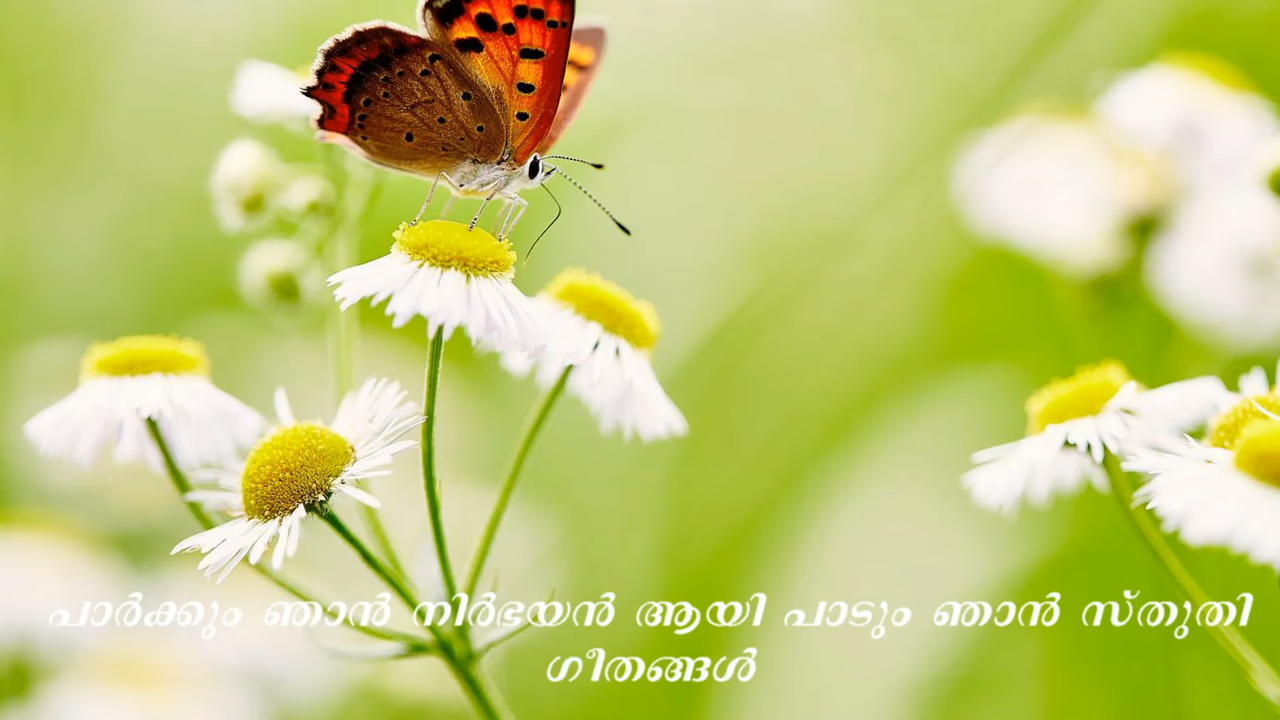 പാർക്കും ഞാൻ നിർഭയൻ ആയി പാടും ഞാൻ സ്തുതി
ഗീതങ്ങൾ